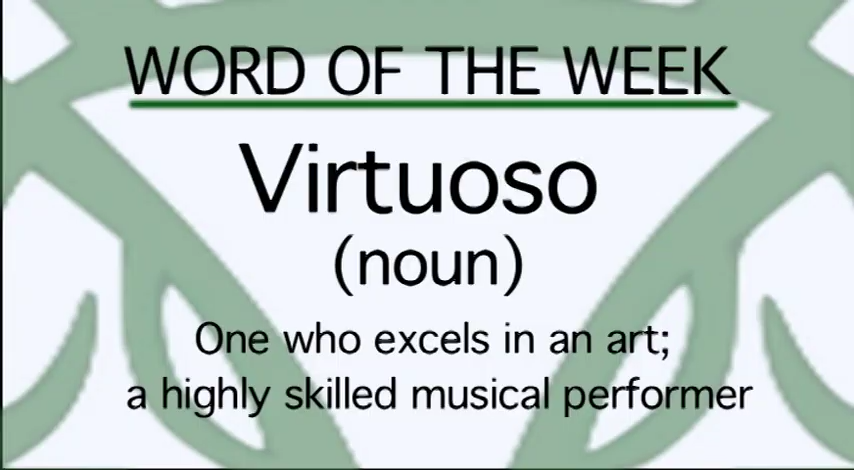 WORD OF THE WEEK
Virtuoso
(noun)
One who excels in an art;
a highly skilled musical performer